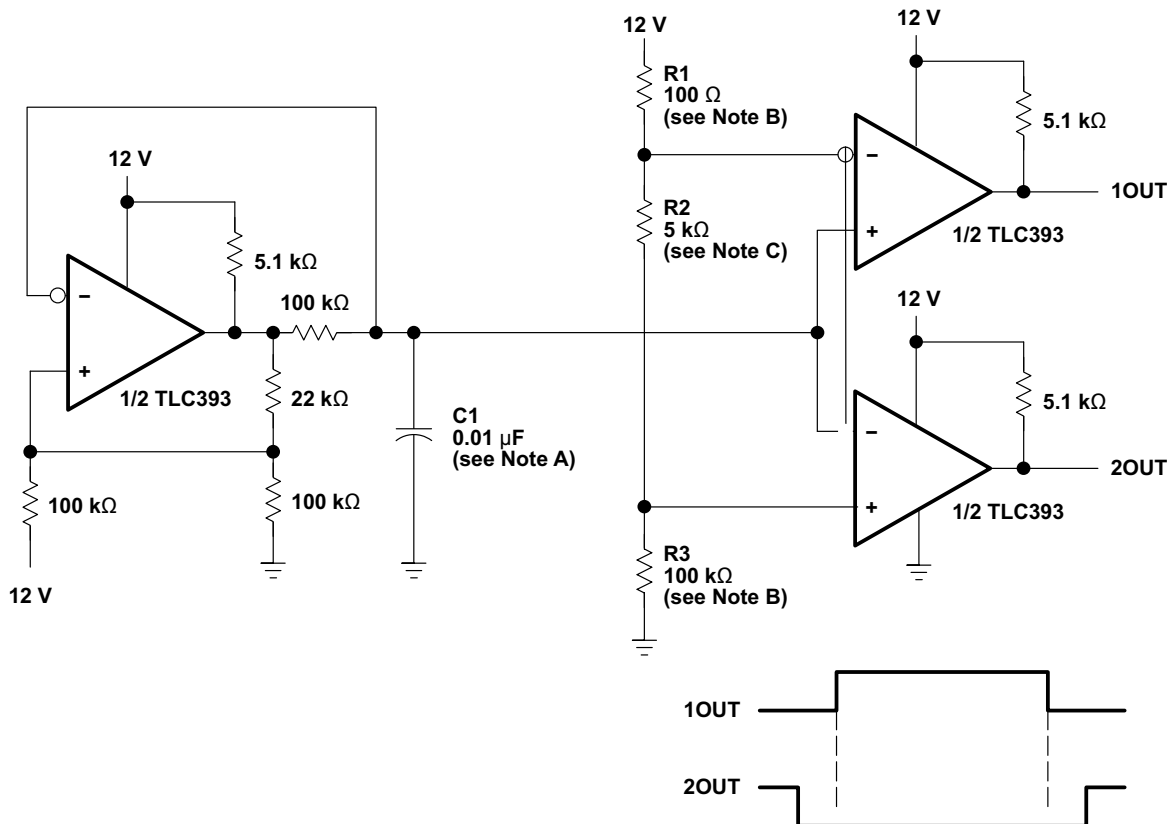 12 V
12 V
R1
100 Ω
(see Note B)
5.1 kΩ
12 V
−
1OUT
5.1 kΩ
R2
5 kΩ
(see Note C)
+
1/2 TLC393
−
100 kΩ
12 V
+
1/2 TLC393
22 kΩ
C1
0.01 µF
(see Note A)
5.1 kΩ
−
2OUT
100 kΩ
100 kΩ
+
1/2 TLC393
12 V
R3
100 kΩ
(see Note B)
1OUT
2OUT